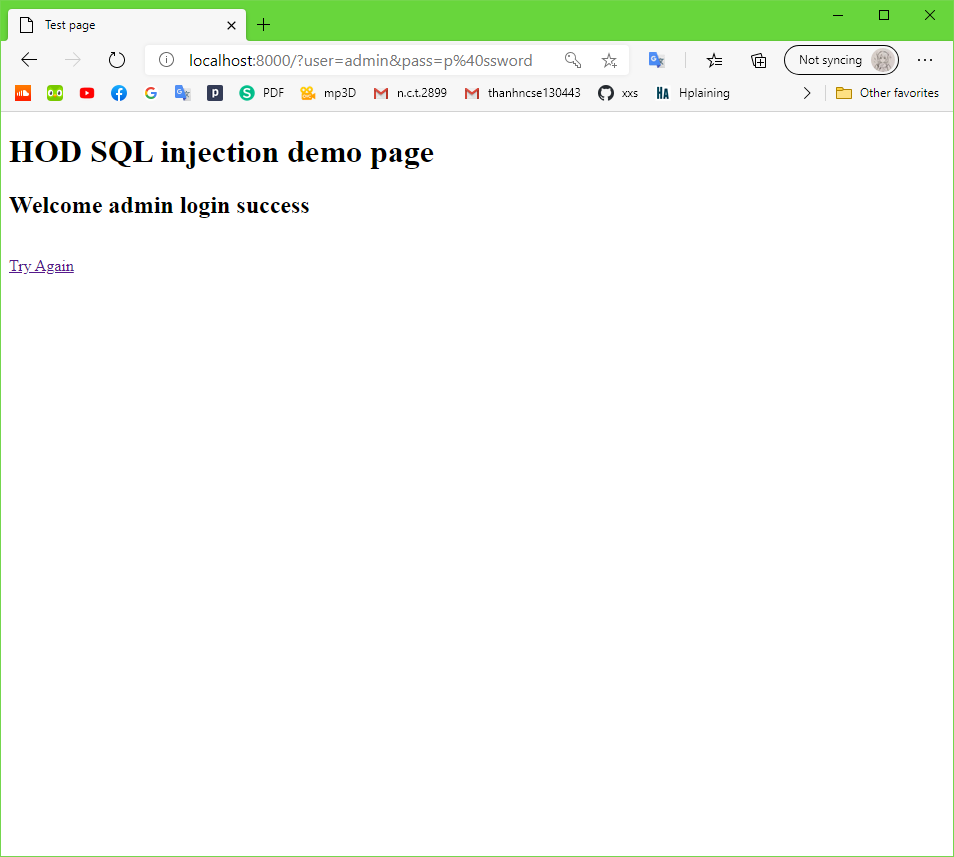 Test page
localhost:8000/?user=admin&pass=p%40ssword
Not syncing
PDF mp3D n.c.t.2899 thanhncse130443 xxs HA Hplaining Other favorites
HOD SQL injection demo page
Welcome admin login success
Try Again